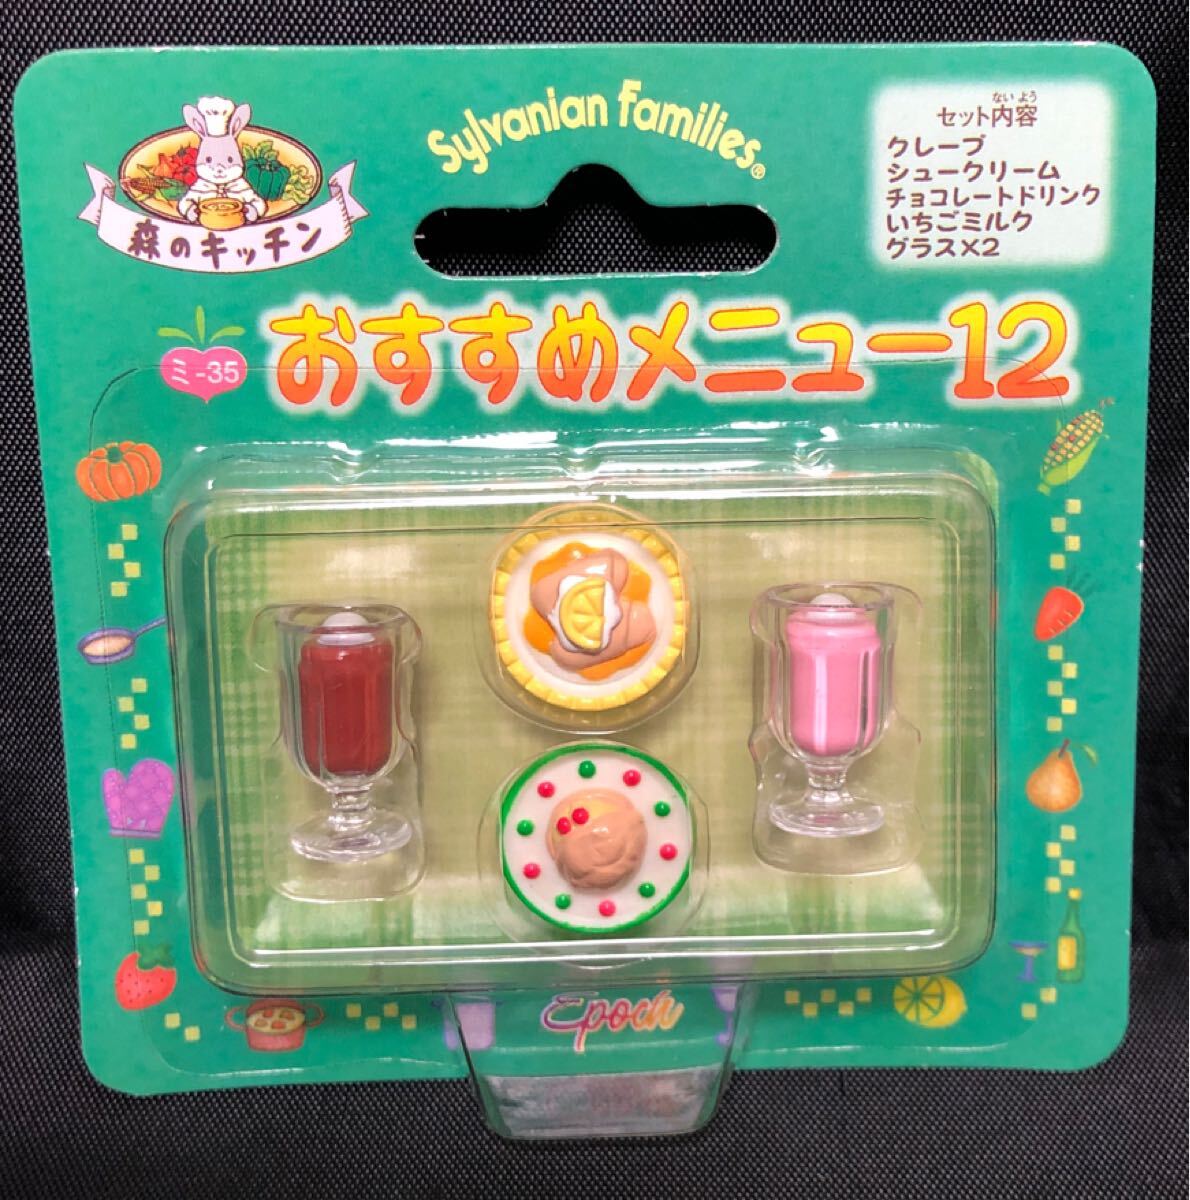 Sylvanian Families®
森のキッチン
ないよう
セット内容
クレープ
シュークリーム
チョコレートドリンク
いちごミルク
グラス×2
ミ-35
おすすめメニュー12
Epoch